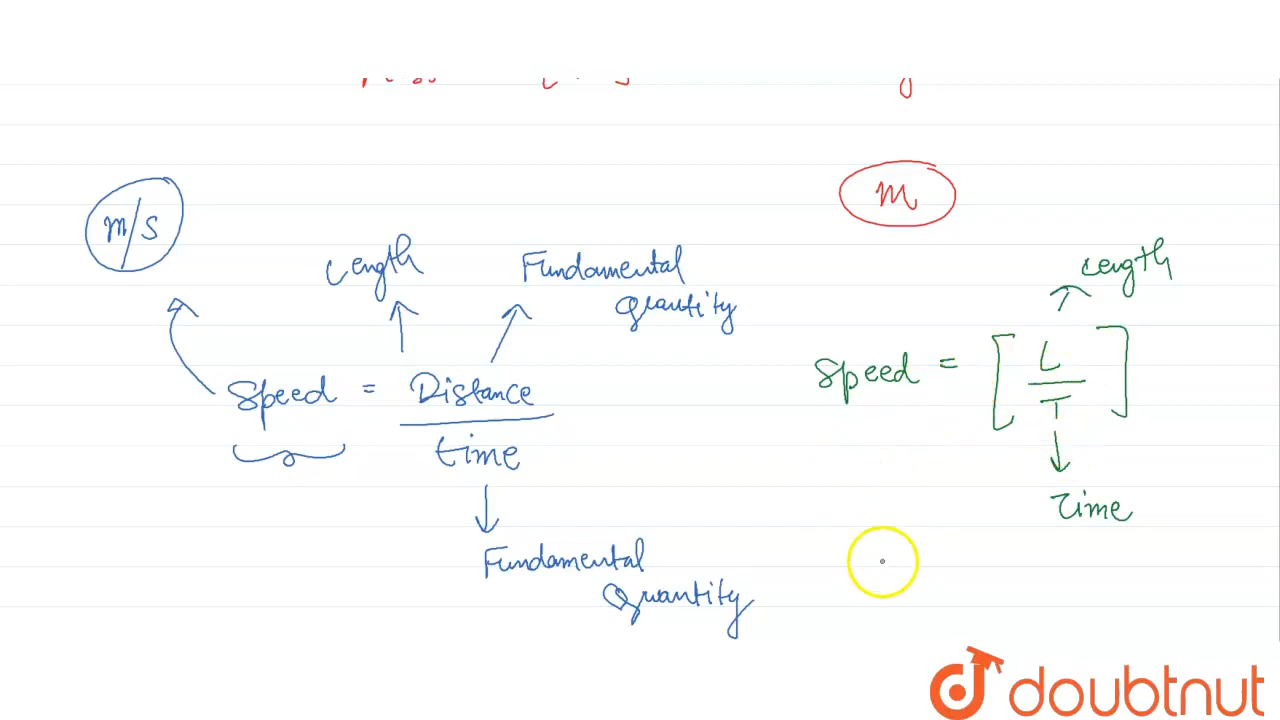 m/s
m
Length
Fundamental
quantity
Length
Speed = Distance
time
Speed = [ L
T ]
Time
Fundamental
Quantity
doubtnut